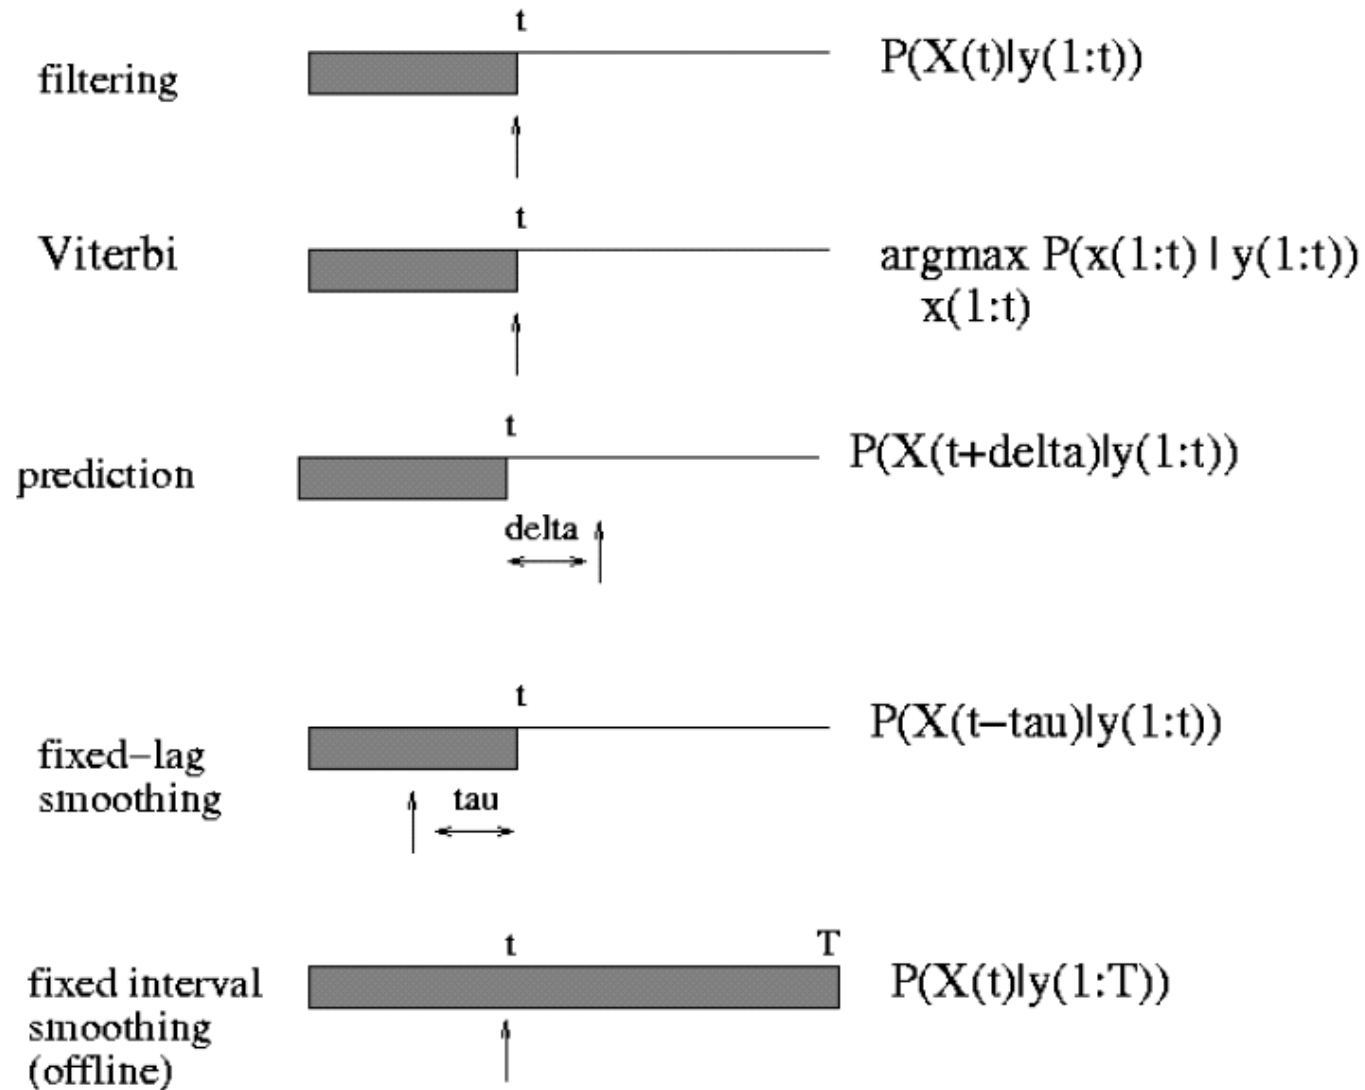 t
filtering
P(X(t)|y(1:t))
t
Viterbi
argmax P(x(1:t) | y(1:t))
x(1:t)
t
prediction
P(X(t+delta)|y(1:t))
delta
t
fixed-lag
smoothing
P(X(t-tau)|y(1:t))
tau
t
T
fixed interval
smoothing
(offline)
P(X(t)|y(1:T))